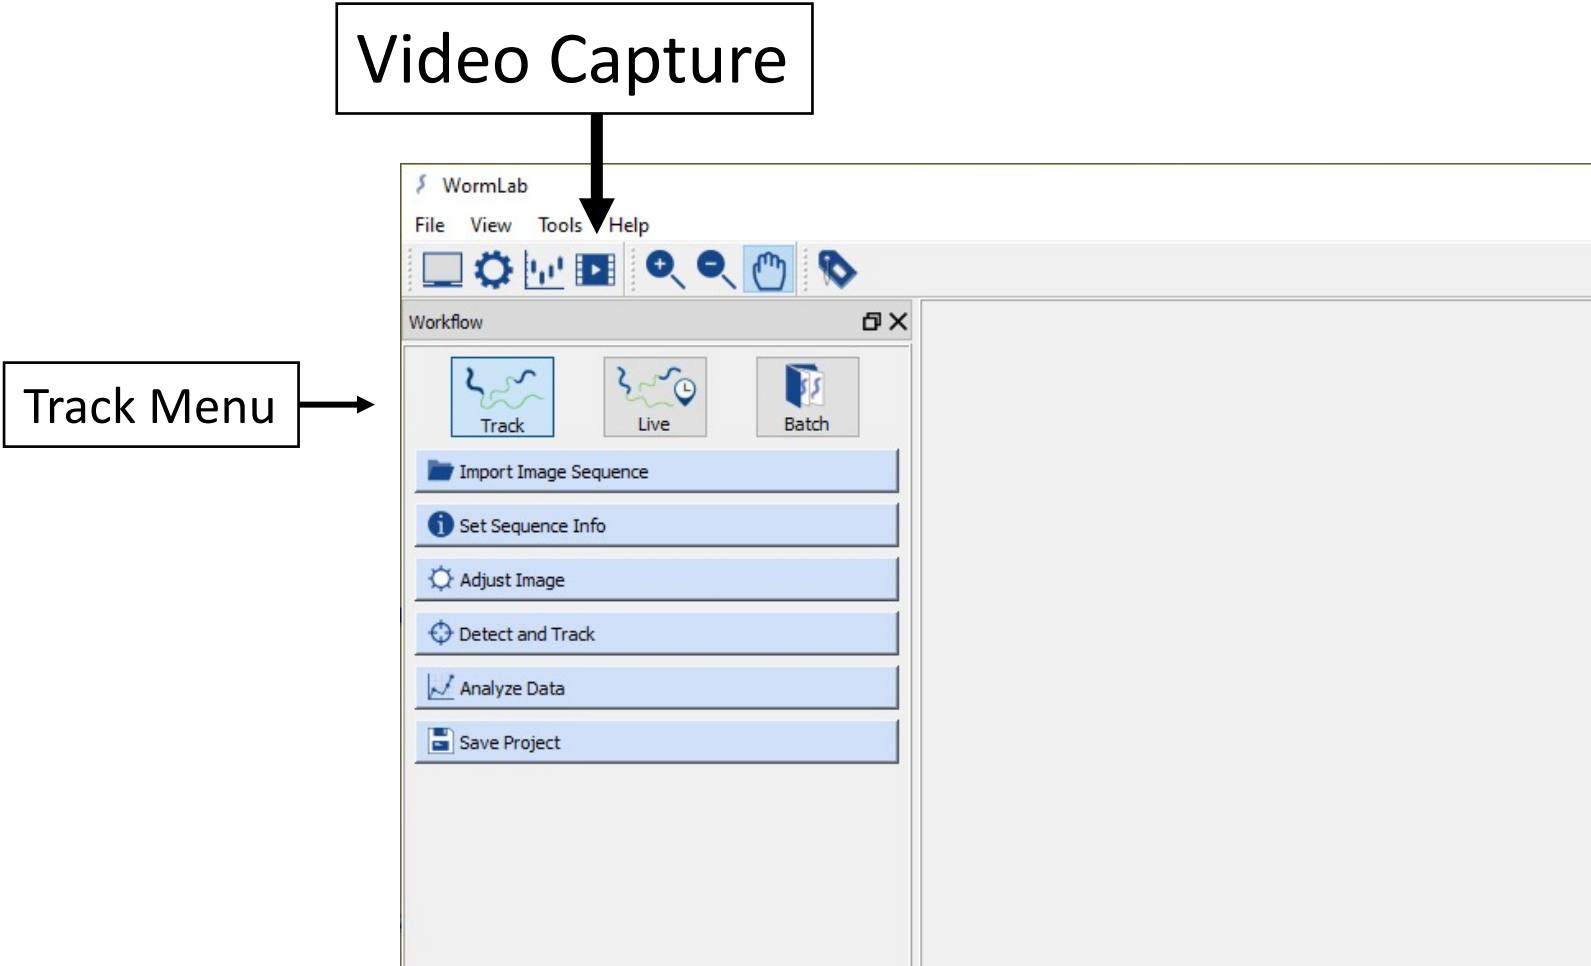 Video Capture
WormLab
File View Tools Help
Workflow
Track Menu
Track Live Batch
Import Image Sequence
Set Sequence Info
Adjust Image
Detect and Track
Analyze Data
Save Project